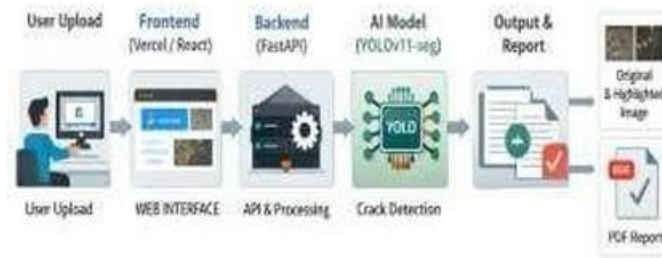 User Upload
Frontend
(Vercel / React)
Backend
(FastAPI)
AI Model
(YOLOv11-seg)
Output &
Report
YOLO
Original
& Highlighted
Image
User Upload
WEB INTERFACE
API & Processing
Crack Detection
PDF Report